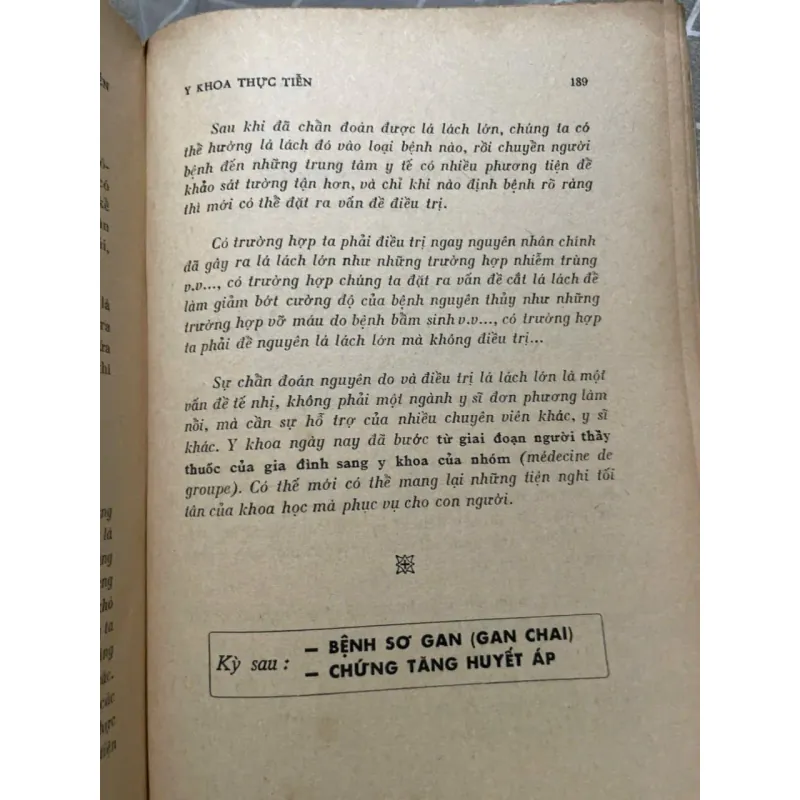 Y KHOA THỰC TIỄN 189
Sau khi đã chẩn đoán được lá lách lớn, chúng ta có
thể hướng lá lách đó vào loại bệnh nào, rồi chuyển người
bệnh đến những trung tâm y tế có nhiều phương tiện để
khảo sát tường tận hơn, và chỉ khi nào định bệnh rõ ràng
thì mới có thể đặt ra vấn đề điều trị.
Có trường hợp ta phải điều trị ngay nguyên nhân chính
đã gây ra lá lách lớn như những trường hợp nhiễm trùng
v.v..., có trường hợp chúng ta đặt ra vấn đề cắt lá lách để
làm giảm bớt cường độ của bệnh nguyên thủy như những
trường hợp vỡ máu do bệnh bẩm sinh v.v..., có trường hợp
ta phải để nguyên lá lách lớn mà không điều trị...
Sự chẩn đoán nguyên do và điều trị lá lách lớn là một
vấn đề tế nhị, không phải một ngành y sĩ đơn phương làm
nổi, mà cần sự hỗ trợ của nhiều chuyên viên khác, y sĩ
khác. Y khoa ngày nay đã bước từ giai đoạn người thầy
thuốc của gia đình sang y khoa của nhóm (médecine de
groupe). Có thế mới có thể mang lại những tiện nghi tối
tân của khoa học mà phục vụ cho con người.
Kỳ sau :
— BỆNH SƠ GAN (GAN CHAI)
— CHỨNG TĂNG HUYẾT ÁP